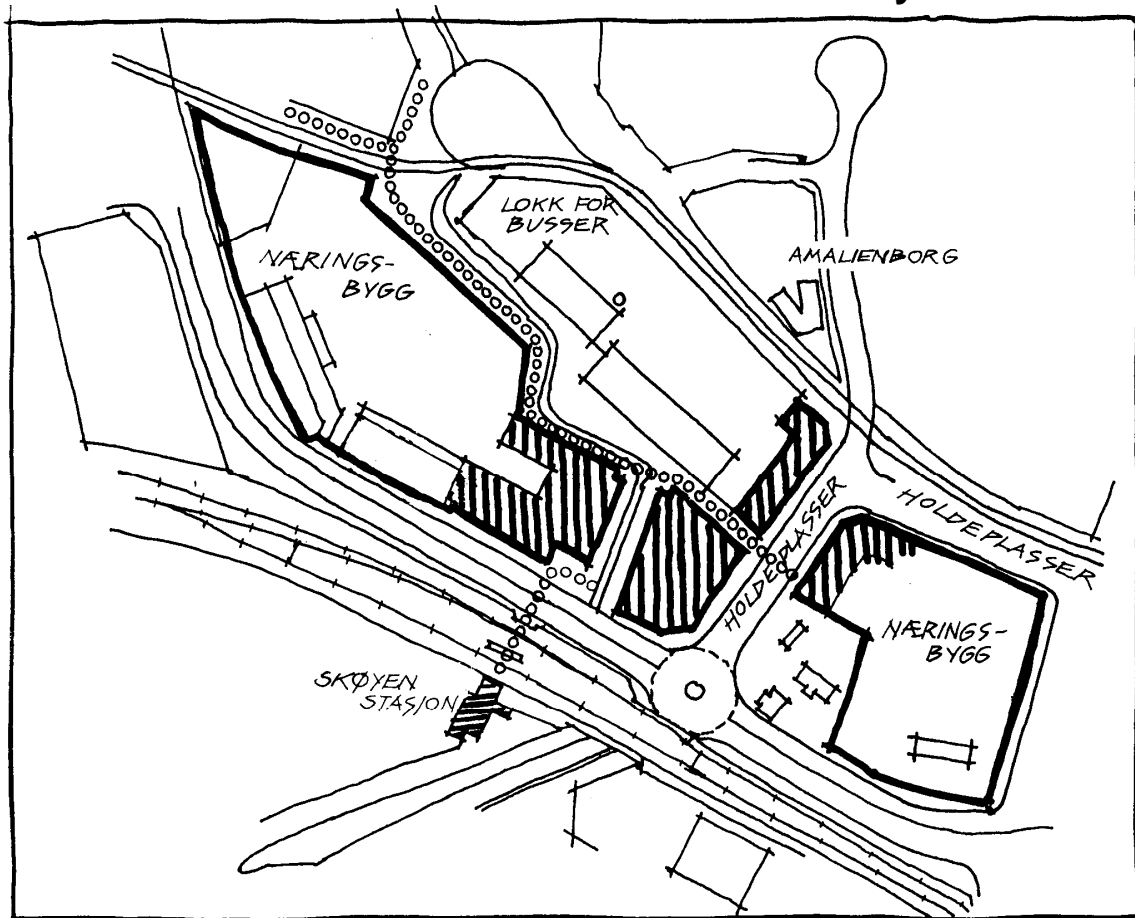 LOKK FOR
BUSSER
NÆRINGS-
BYGG
AMALIENBORG
HOLDEPLASSER
HOLDEPLASSER
NÆRINGS-
BYGG
SKØYEN
STASJON